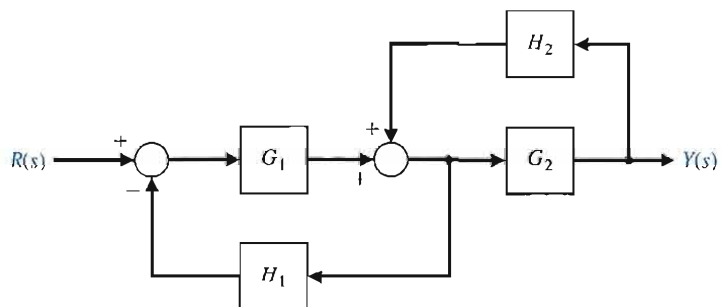 H₂
+
+
R(s)
G₁
+
G₂
Y(s)
−
H₁